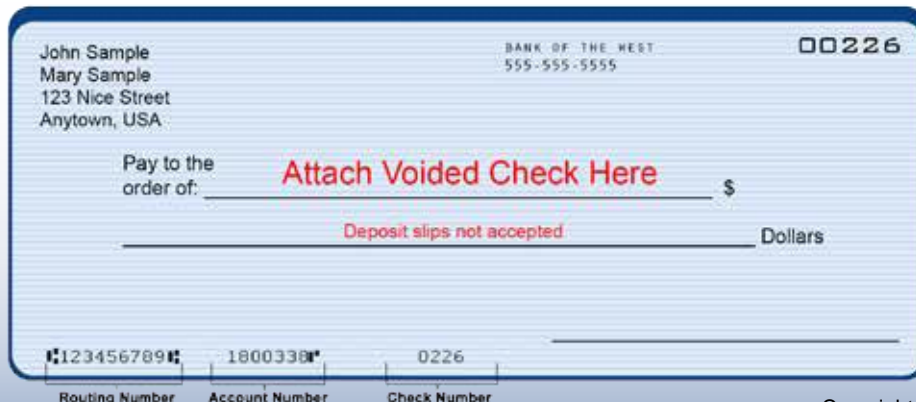 John Sample
Mary Sample
123 Nice Street
Anytown, USA
BANK OF THE WEST
555-555-5555
00226
Pay to the
order of:
Attach Voided Check Here
$
Deposit slips not accepted
Dollars
⑆123456789⑆ 1800338⑈ 0226
Routing Number Account Number Check Number
Copyright